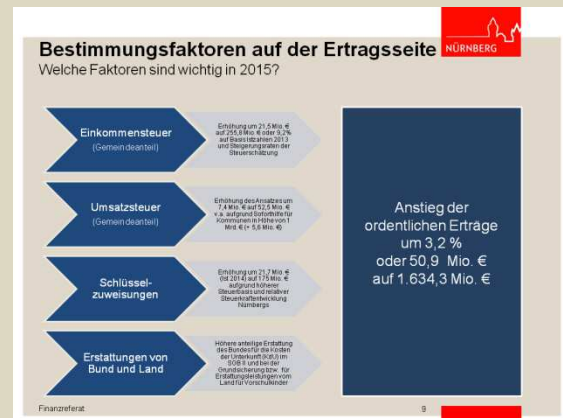 Bestimmungsfaktoren auf der Ertragsseite
NÜRNBERG
Welche Faktoren sind wichtig in 2015?
Einkommensteuer
(Gemeindeanteil)
Erhöhung um 21,5 Mio. €
auf 255,8 Mio. € oder 9,2%
auf Basis Istzahlen 2013
und Steigerungsraten der
Steuerschätzung
Umsatzsteuer
(Gemeindeanteil)
Erhöhung des Ansatzes um
7,4 Mio. € auf 52,5 Mio. €
v.a. aufgrund Soforthilfe für
Kommunen in Höhe von 1
Mrd. € (+ 5,6 Mio. €)
Schlüssel-
zuweisungen
Erhöhung um 21,7 Mio. €
(Ist 2014) auf 175 Mio. €
aufgrund höherer
Steuerbasis und relativer
Steuerkraftentwicklung
Nürnbergs
Erstattungen von
Bund und Land
Höhere anteilige Erstattung
des Bundes für die Kosten
der Unterkunft (KdU) im
SGB II und bei der
Grundsicherung bzw. für
Erstattungsleistungen vom
Land für Vorschulkinder
Anstieg der
ordentlichen Erträge
um 3,2 %
oder 50,9 Mio. €
auf 1.634,3 Mio. €
Finanzreferat
9